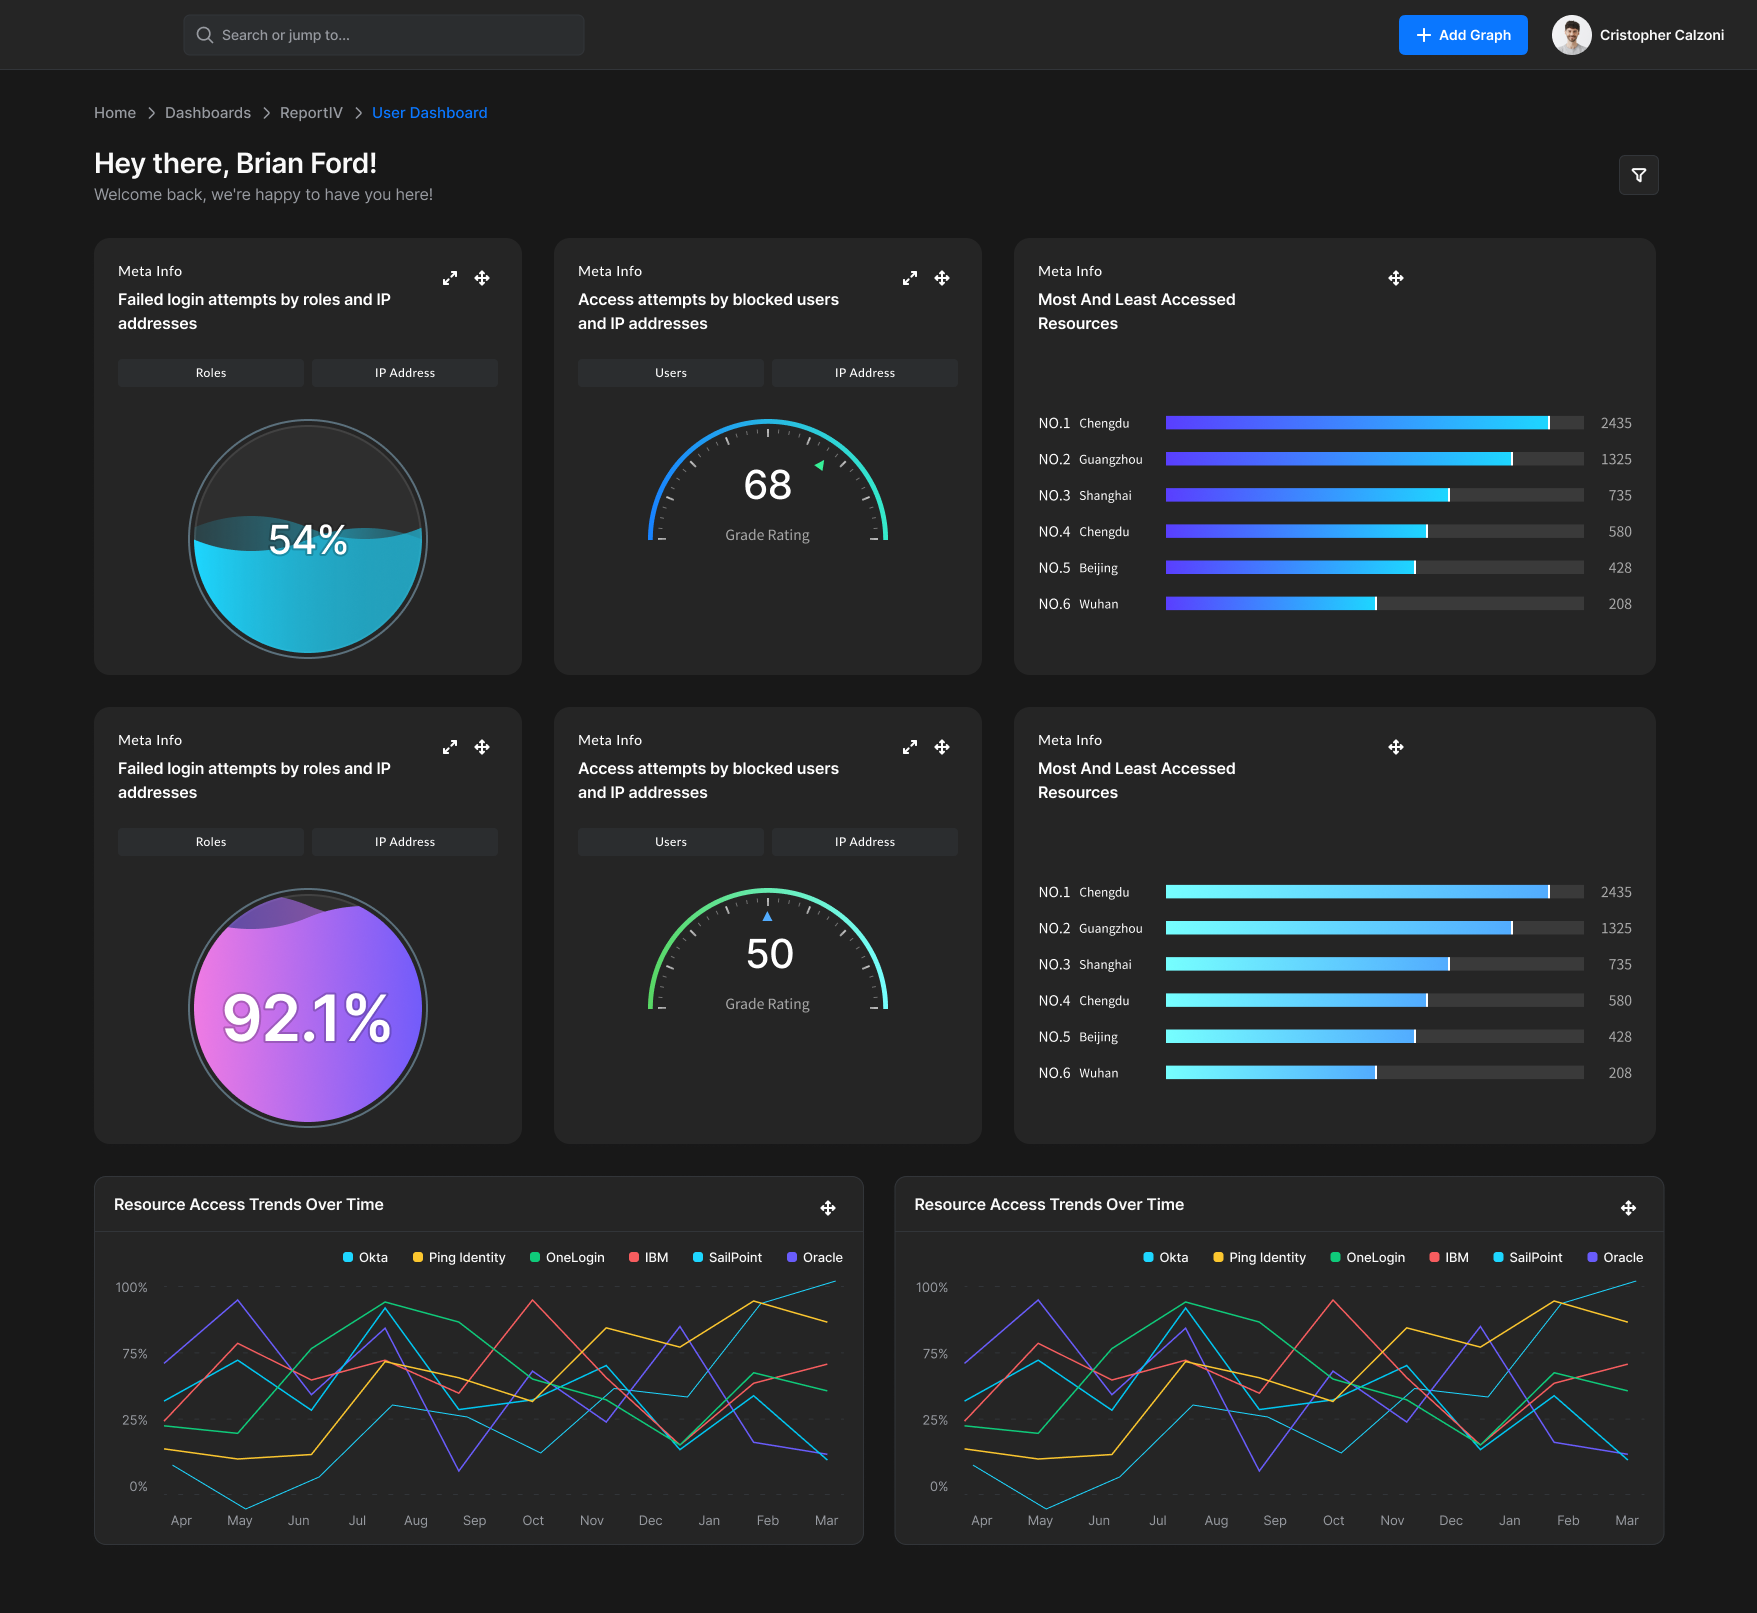 Search or jump to...
Add Graph
Cristopher Calzoni
Home
Dashboards
ReportIV
User Dashboard
Hey there, Brian Ford!
Welcome back, we're happy to have you here!
Meta Info
Failed login attempts by roles and IP
addresses
Roles
IP Address
54%
Meta Info
Access attempts by blocked users
and IP addresses
Users
IP Address
68
Grade Rating
Meta Info
Most And Least Accessed
Resources
NO.1 Chengdu 2435
NO.2 Guangzhou 1325
NO.3 Shanghai 735
NO.4 Chengdu 580
NO.5 Beijing 428
NO.6 Wuhan 208
Meta Info
Failed login attempts by roles and IP
addresses
Roles
IP Address
92.1%
Meta Info
Access attempts by blocked users
and IP addresses
Users
IP Address
50
Grade Rating
Meta Info
Most And Least Accessed
Resources
NO.1 Chengdu 2435
NO.2 Guangzhou 1325
NO.3 Shanghai 735
NO.4 Chengdu 580
NO.5 Beijing 428
NO.6 Wuhan 208
Resource Access Trends Over Time
Okta Ping Identity OneLogin IBM SailPoint Oracle
100%
75%
25%
0%
Apr May Jun Jul Aug Sep Oct Nov Dec Jan Feb Mar
Resource Access Trends Over Time
Okta Ping Identity OneLogin IBM SailPoint Oracle
100%
75%
25%
0%
Apr May Jun Jul Aug Sep Oct Nov Dec Jan Feb Mar